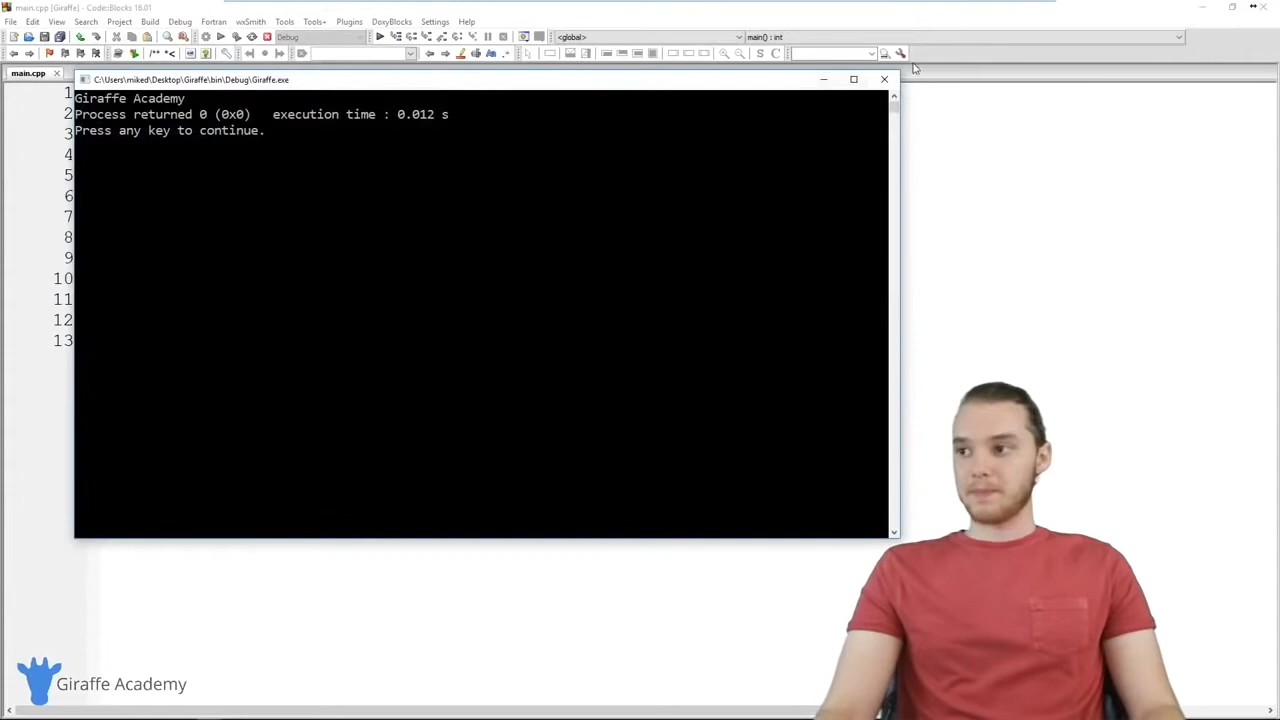 main.cpp [Giraffe] - Code::Blocks 16.01
File Edit View Search Project Build Debug Fortran wxSmith Tools Tools+ Plugins DoxyBlocks Settings Help
Debug
<global>
main() : int
/** *<
Aa .*
S C
main.cpp
C:\Users\miked\Desktop\Giraffe\bin\Debug\Giraffe.exe
1 Giraffe Academy
2 Process returned 0 (0x0) execution time : 0.012 s
3 Press any key to continue.
4
5
6
7
8
9
10
11
12
13
Giraffe Academy